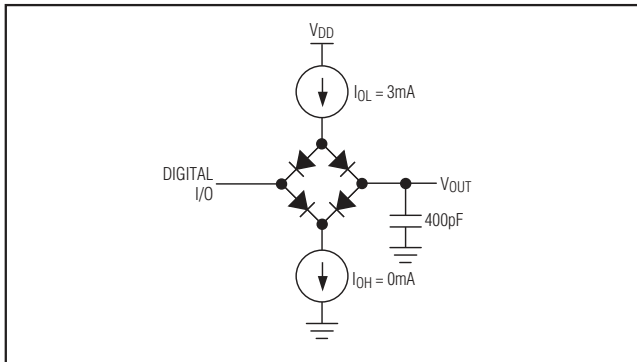 VDD
IOL = 3mA
DIGITAL
I/O
VOUT
400pF
IOH = 0mA